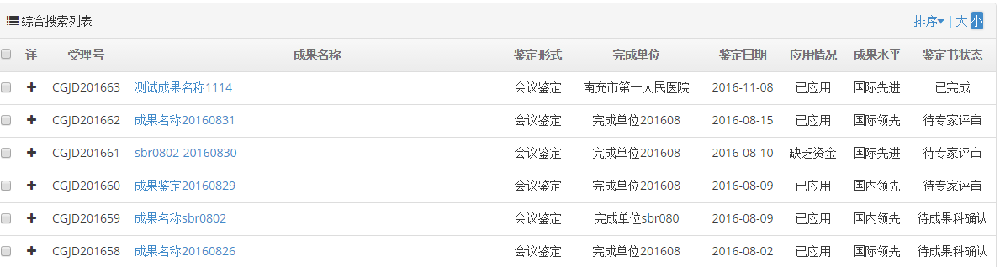 综合搜索列表 排序 | 大 小
详 受理号 成果名称 鉴定形式 完成单位 鉴定日期 应用情况 成果水平 鉴定书状态
CGJD201663 测试成果名称1114 会议鉴定 南充市第一人民医院 2016-11-08 已应用 国际先进 已完成
CGJD201662 成果名称20160831 会议鉴定 完成单位201608 2016-08-15 已应用 国际领先 待专家评审
CGJD201661 sbr0802-20160830 会议鉴定 完成单位201608 2016-08-10 缺乏资金 国际先进 待专家评审
CGJD201660 成果鉴定20160829 会议鉴定 完成单位201608 2016-08-09 已应用 国内领先 待专家评审
CGJD201659 成果名称sbr0802 会议鉴定 完成单位sbr080 2016-08-09 已应用 国内领先 待成果科确认
CGJD201658 成果名称20160826 会议鉴定 完成单位201608 2016-08-02 已应用 国际领先 待成果科确认